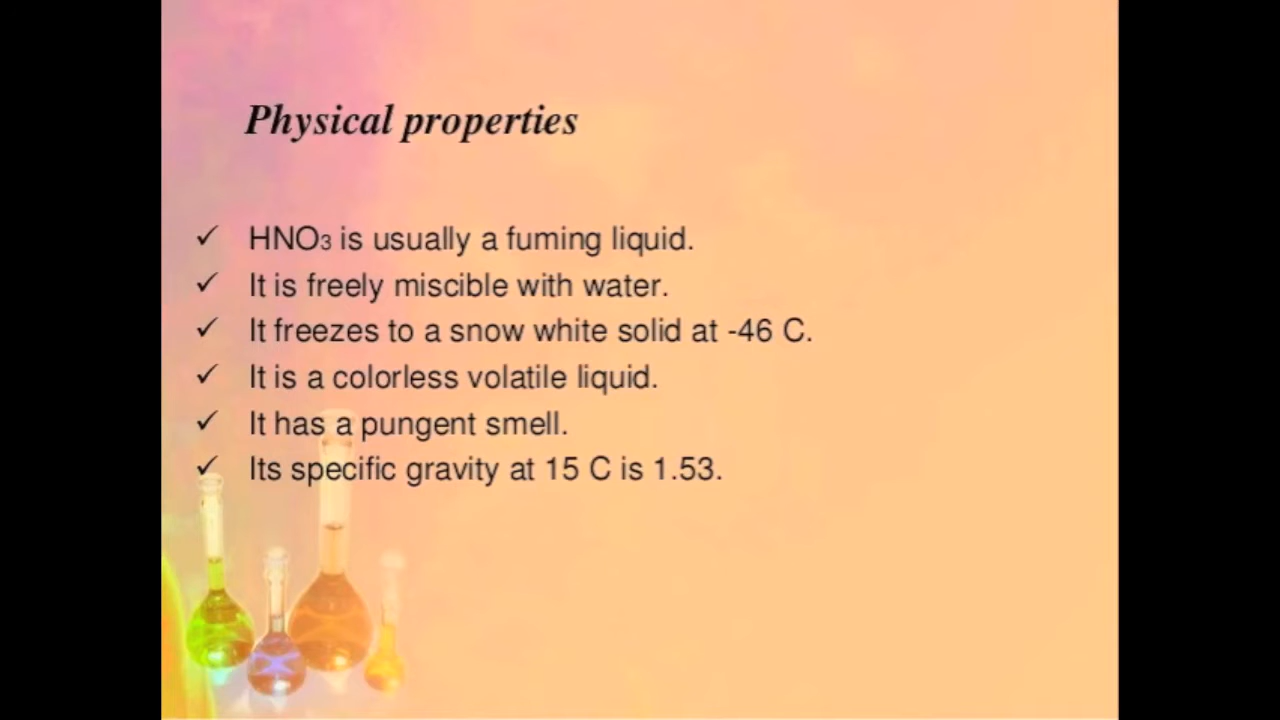 Physical properties
✓ HNO₃ is usually a fuming liquid.
✓ It is freely miscible with water.
✓ It freezes to a snow white solid at -46 C.
✓ It is a colorless volatile liquid.
✓ It has a pungent smell.
✓ Its specific gravity at 15 C is 1.53.